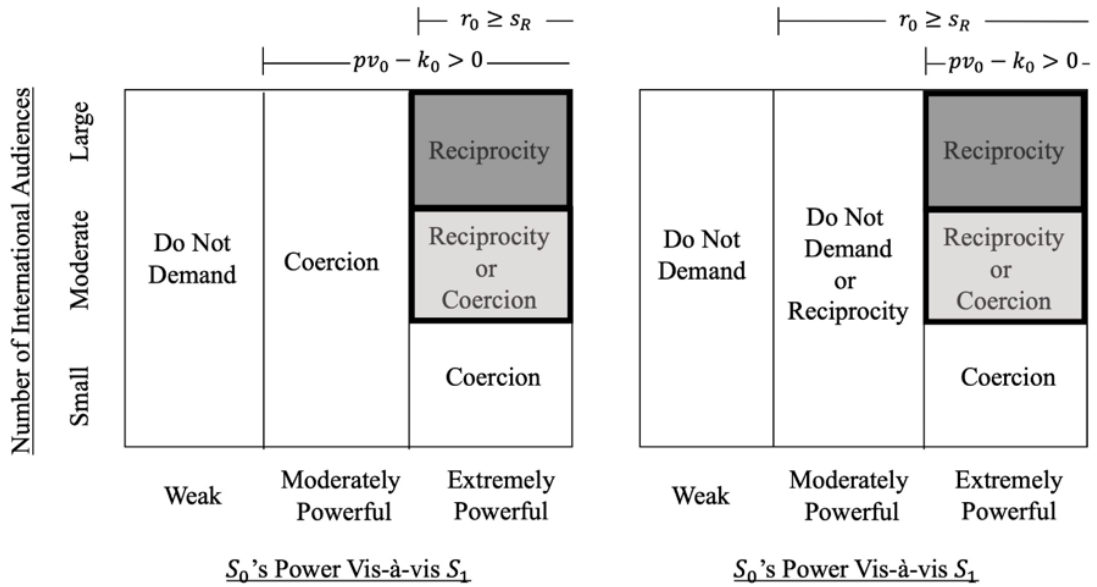 r₀ ≥ s_R
pv₀ − k₀ > 0
Number of International Audiences
Large
Moderate
Small
Do Not
Demand
Coercion
Reciprocity
Reciprocity
or
Coercion
Coercion
Weak
Moderately
Powerful
Extremely
Powerful
S₀'s Power Vis-à-vis S₁
r₀ ≥ s_R
pv₀ − k₀ > 0
Do Not
Demand
Do Not
Demand
or
Reciprocity
Reciprocity
Reciprocity
or
Coercion
Coercion
Weak
Moderately
Powerful
Extremely
Powerful
S₀'s Power Vis-à-vis S₁